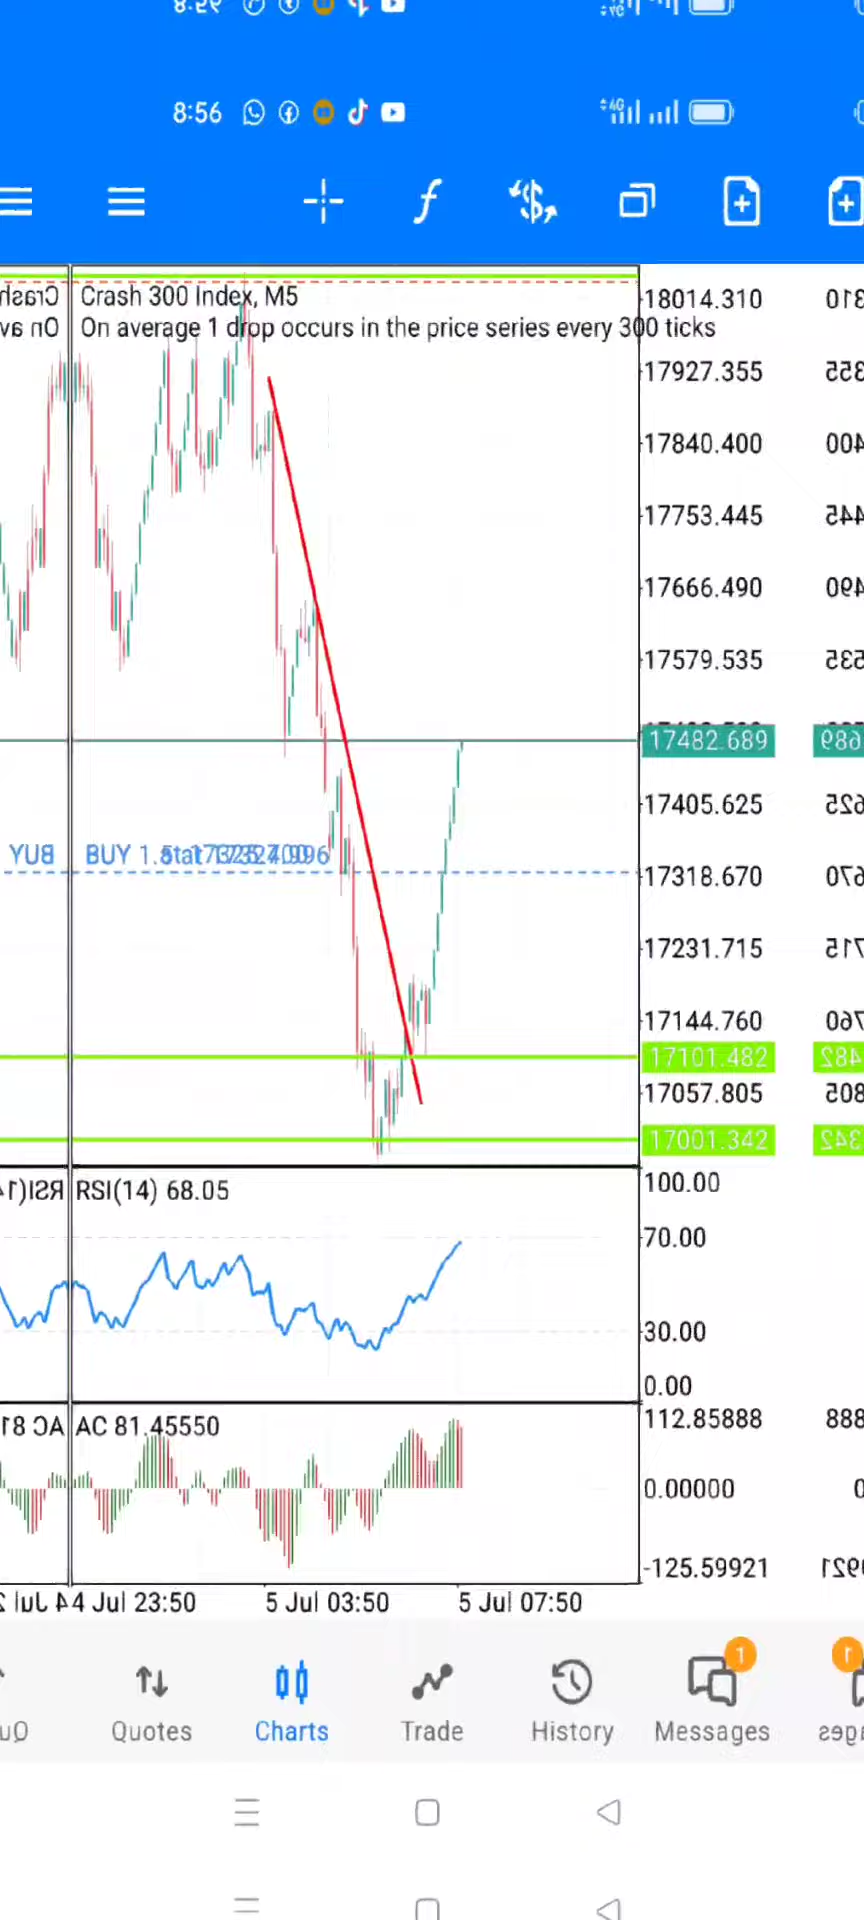 8:56
4G
Crash 300 Index, M5
On average 1 drop occurs in the price series every 300 ticks
18014.310
17927.355
17840.400
17753.445
17666.490
17579.535
17482.689
17405.625
BUY
17318.670
17231.715
17144.760
17101.482
17057.805
17001.342
RSI(14) 68.05
100.00
70.00
30.00
0.00
AC 81.45550
112.85888
0.00000
-125.59921
4 Jul 23:50
5 Jul 03:50
5 Jul 07:50
1
Quotes
Charts
Trade
History
Messages